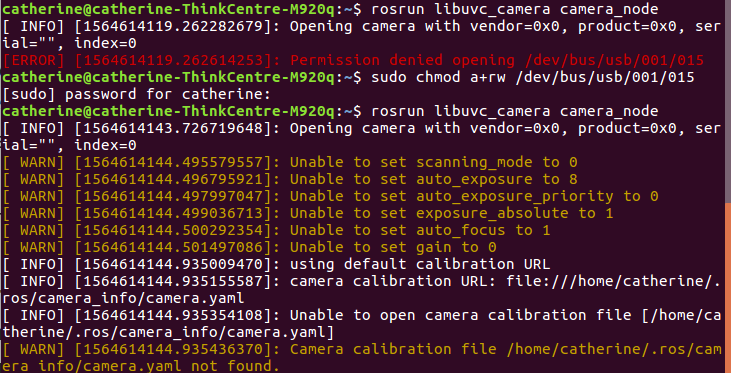 catherine@catherine-ThinkCentre-M920q:~$ rosrun libuvc_camera camera_node
[ INFO] [1564614119.262282679]: Opening camera with vendor=0x0, product=0x0, ser
ial="", index=0
[ERROR] [1564614119.262614253]: Permission denied opening /dev/bus/usb/001/015
catherine@catherine-ThinkCentre-M920q:~$ sudo chmod a+rw /dev/bus/usb/001/015
[sudo] password for catherine:
catherine@catherine-ThinkCentre-M920q:~$ rosrun libuvc_camera camera_node
[ INFO] [1564614143.726719648]: Opening camera with vendor=0x0, product=0x0, ser
ial="", index=0
[ WARN] [1564614144.495579557]: Unable to set scanning_mode to 0
[ WARN] [1564614144.496795921]: Unable to set auto_exposure to 8
[ WARN] [1564614144.497997047]: Unable to set auto_exposure_priority to 0
[ WARN] [1564614144.499036713]: Unable to set exposure_absolute to 1
[ WARN] [1564614144.500292354]: Unable to set auto_focus to 1
[ WARN] [1564614144.501497086]: Unable to set gain to 0
[ INFO] [1564614144.935009470]: using default calibration URL
[ INFO] [1564614144.935155587]: camera calibration URL: file:///home/catherine/.
ros/camera_info/camera.yaml
[ INFO] [1564614144.935354108]: Unable to open camera calibration file [/home/ca
therine/.ros/camera_info/camera.yaml]
[ WARN] [1564614144.935436370]: Camera calibration file /home/catherine/.ros/cam
era_info/camera.yaml not found.